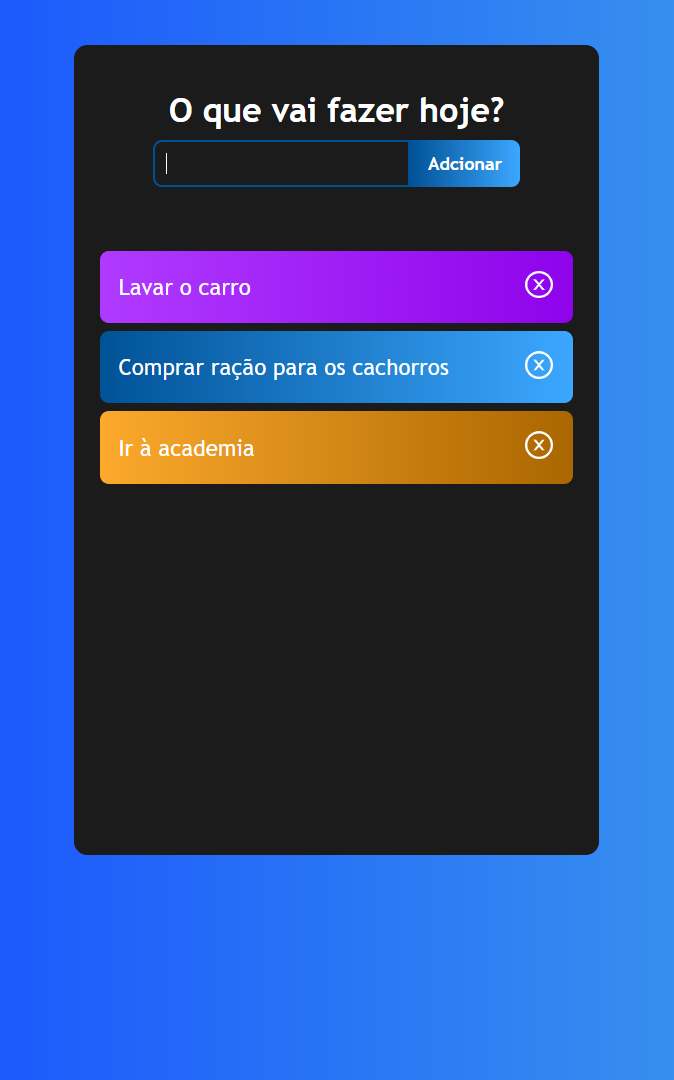 O que vai fazer hoje?
Adcionar
Lavar o carro
Comprar ração para os cachorros
Ir à academia